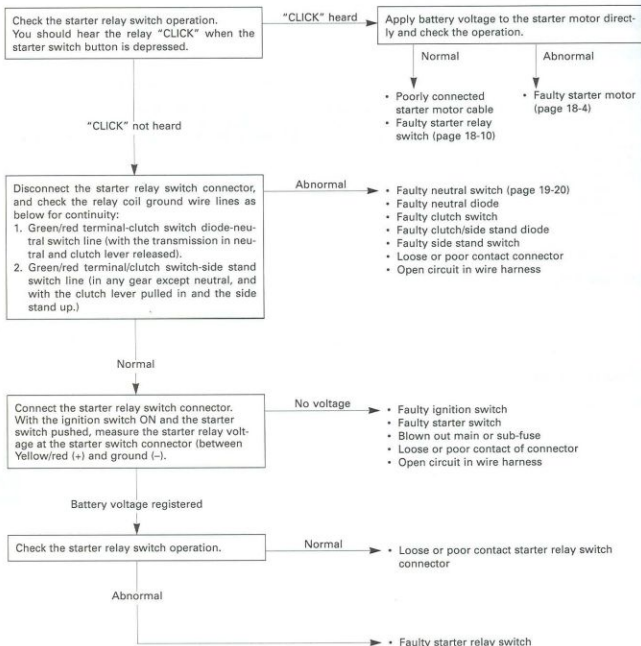 Check the starter relay switch operation.
You should hear the relay “CLICK” when the
starter switch button is depressed.
“CLICK” heard
Apply battery voltage to the starter motor direct-
ly and check the operation.
Normal
Abnormal
• Poorly connected
starter motor cable
• Faulty starter relay
switch (page 18-10)
• Faulty starter motor
(page 18-4)
“CLICK” not heard
Disconnect the starter relay switch connector,
and check the relay coil ground wire lines as
below for continuity:
1. Green/red terminal-clutch switch diode-neu-
tral switch line (with the transmission in neu-
tral and clutch lever released).
2. Green/red terminal/clutch switch-side stand
switch line (in any gear except neutral, and
with the clutch lever pulled in and the side
stand up.)
Abnormal
• Faulty neutral switch (page 19-20)
• Faulty neutral diode
• Faulty clutch switch
• Faulty clutch/side stand diode
• Faulty side stand switch
• Loose or poor contact connector
• Open circuit in wire harness
Normal
Connect the starter relay switch connector.
With the ignition switch ON and the starter
switch pushed, measure the starter relay volt-
age at the starter switch connector (between
Yellow/red (+) and ground (–).
No voltage
• Faulty ignition switch
• Faulty starter switch
• Blown out main or sub-fuse
• Loose or poor contact of connector
• Open circuit in wire harness
Battery voltage registered
Check the starter relay switch operation.
Normal
• Loose or poor contact starter relay switch
connector
Abnormal
• Faulty starter relay switch